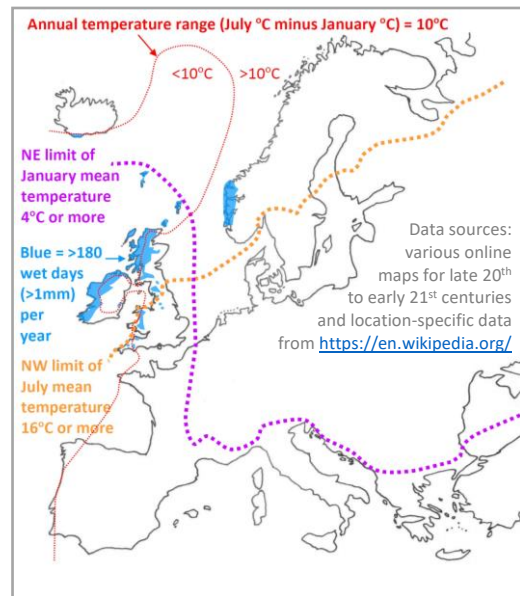 Annual temperature range (July °C minus January °C) = 10°C
<10°C >10°C
NE limit of
January mean
temperature
4°C or more
Blue = >180
wet days
(>1mm) per
year
NW limit of
July mean
temperature
16°C or more
Data sources:
various online
maps for late 20th
to early 21st centuries
and location-specific data
from https://en.wikipedia.org/